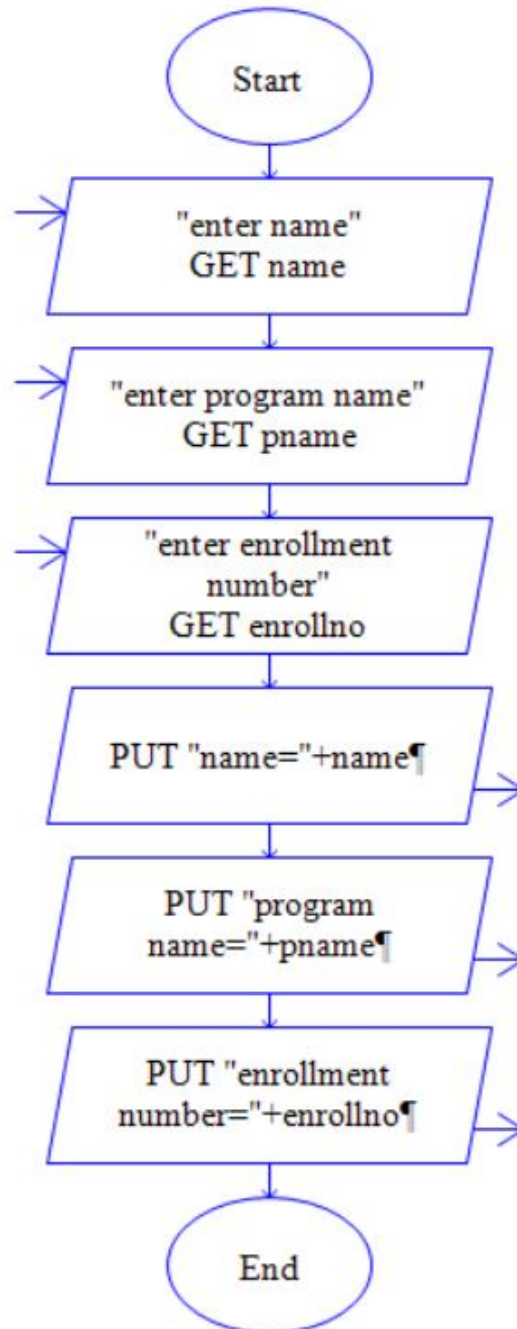 Start
"enter name"
GET name
"enter program name"
GET pname
"enter enrollment
number"
GET enrollno
PUT "name="+name¶
PUT "program
name="+pname¶
PUT "enrollment
number="+enrollno¶
End